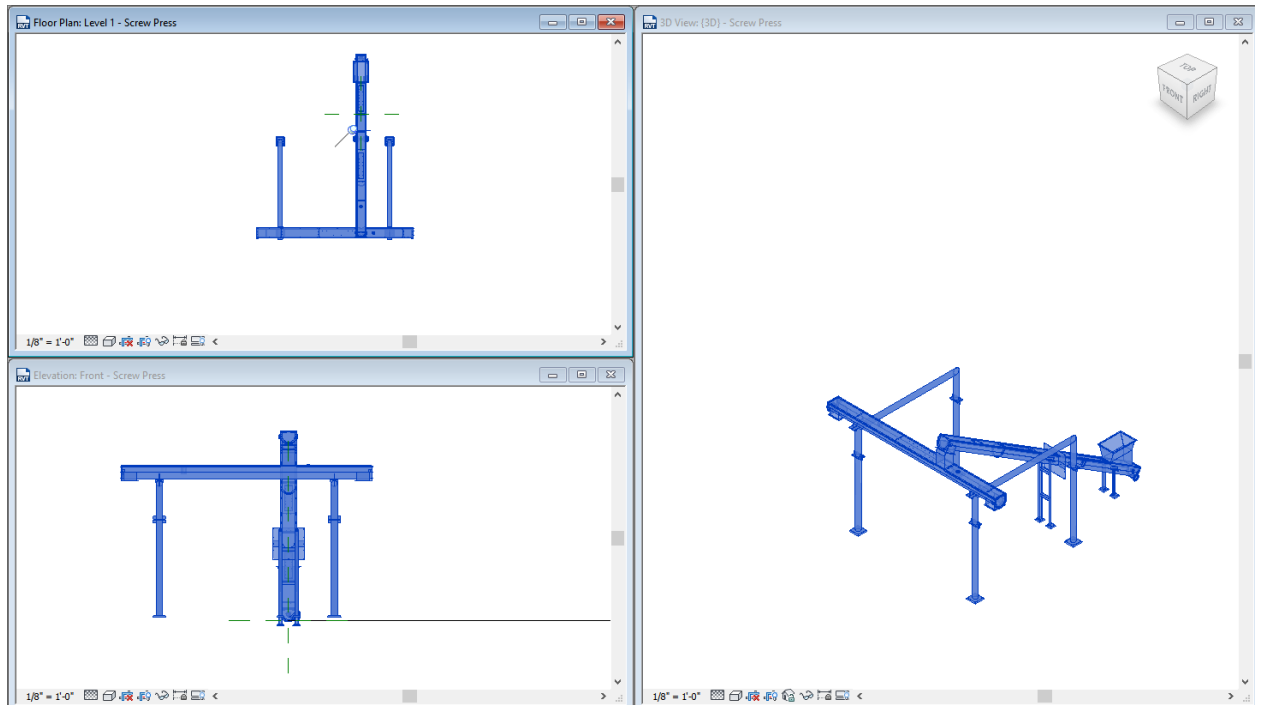 Floor Plan: Level 1 - Screw Press
1/8" = 1'-0"
Elevation: Front - Screw Press
1/8" = 1'-0"
3D View: {3D} - Screw Press
TOP
FRONT
RIGHT
1/8" = 1'-0"